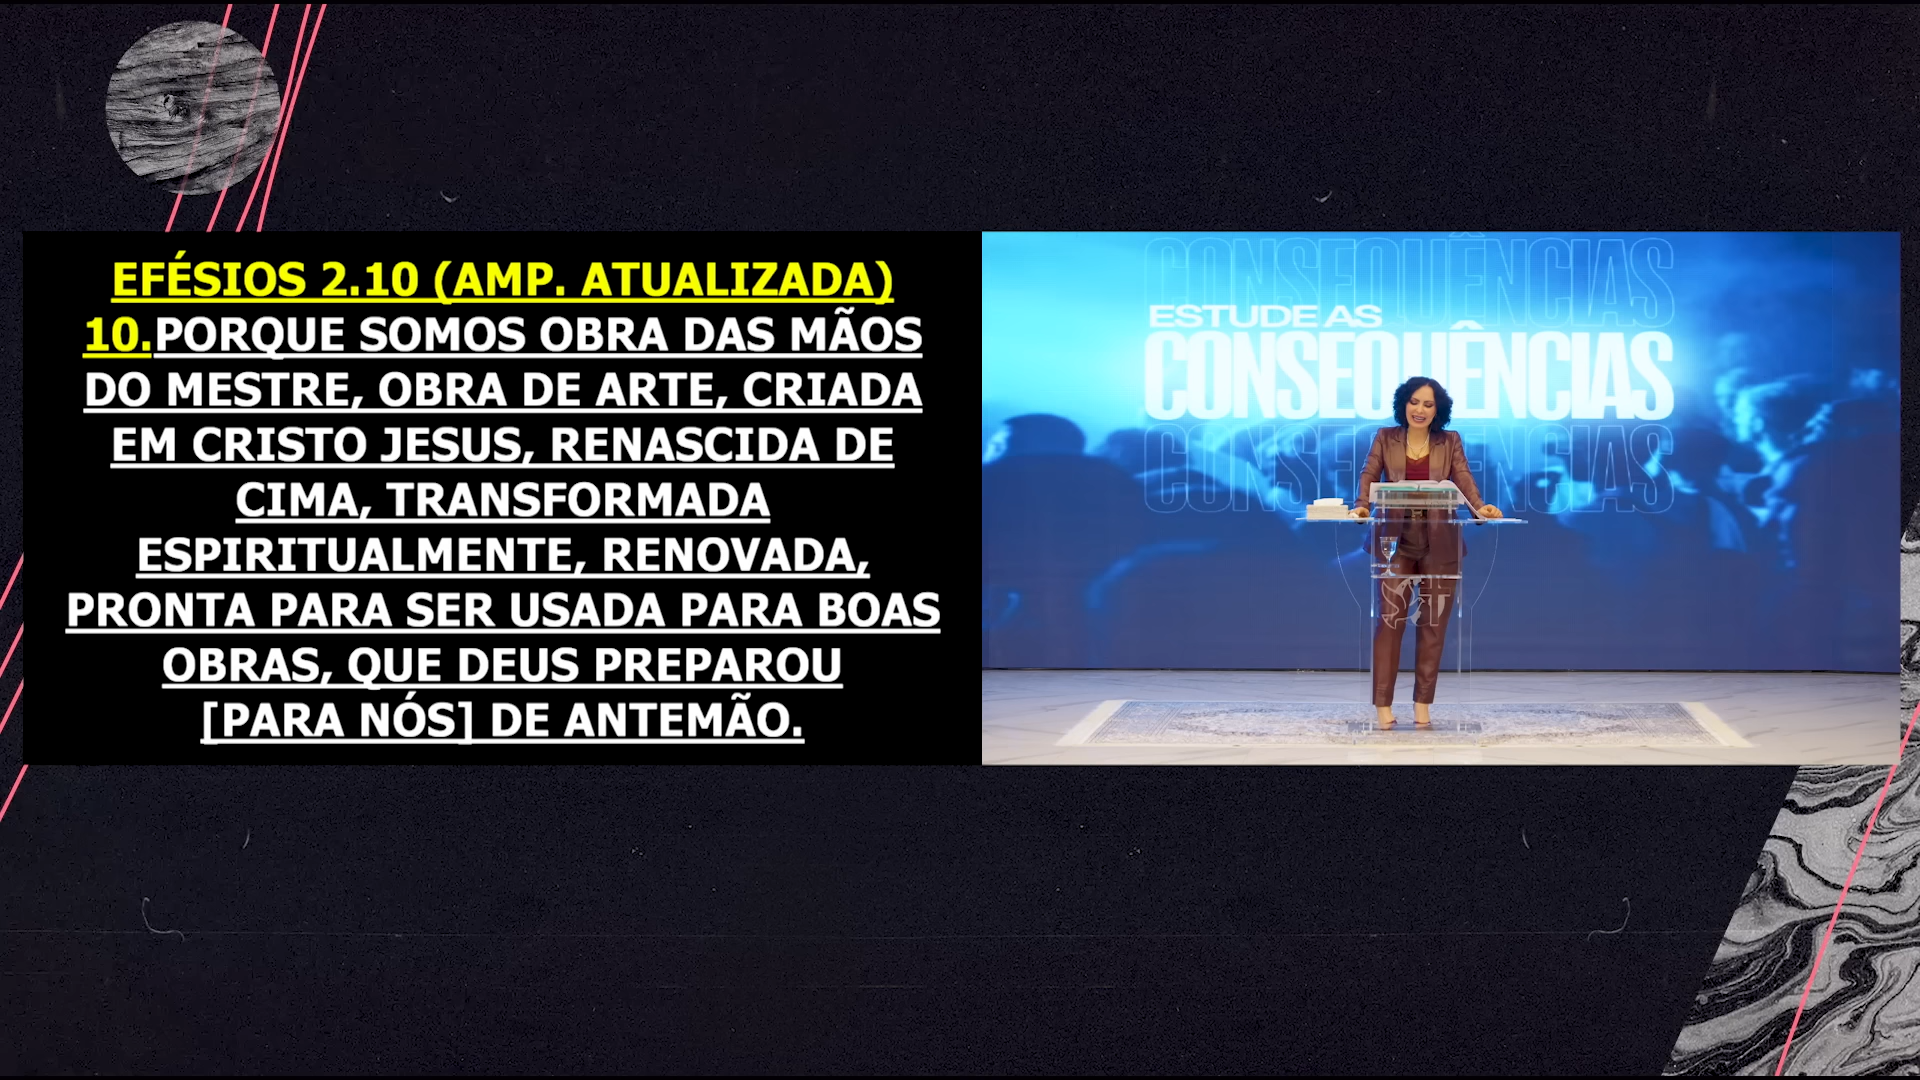 EFÉSIOS 2.10 (AMP. ATUALIZADA)
10.PORQUE SOMOS OBRA DAS MÃOS
DO MESTRE, OBRA DE ARTE, CRIADA
EM CRISTO JESUS, RENASCIDA DE
CIMA, TRANSFORMADA
ESPIRITUALMENTE, RENOVADA,
PRONTA PARA SER USADA PARA BOAS
OBRAS, QUE DEUS PREPAROU
[PARA NÓS] DE ANTEMÃO.
CONSEQUÊNCIAS
ESTUDE AS
CONSEQUÊNCIAS
CONSEQUÊNCIAS